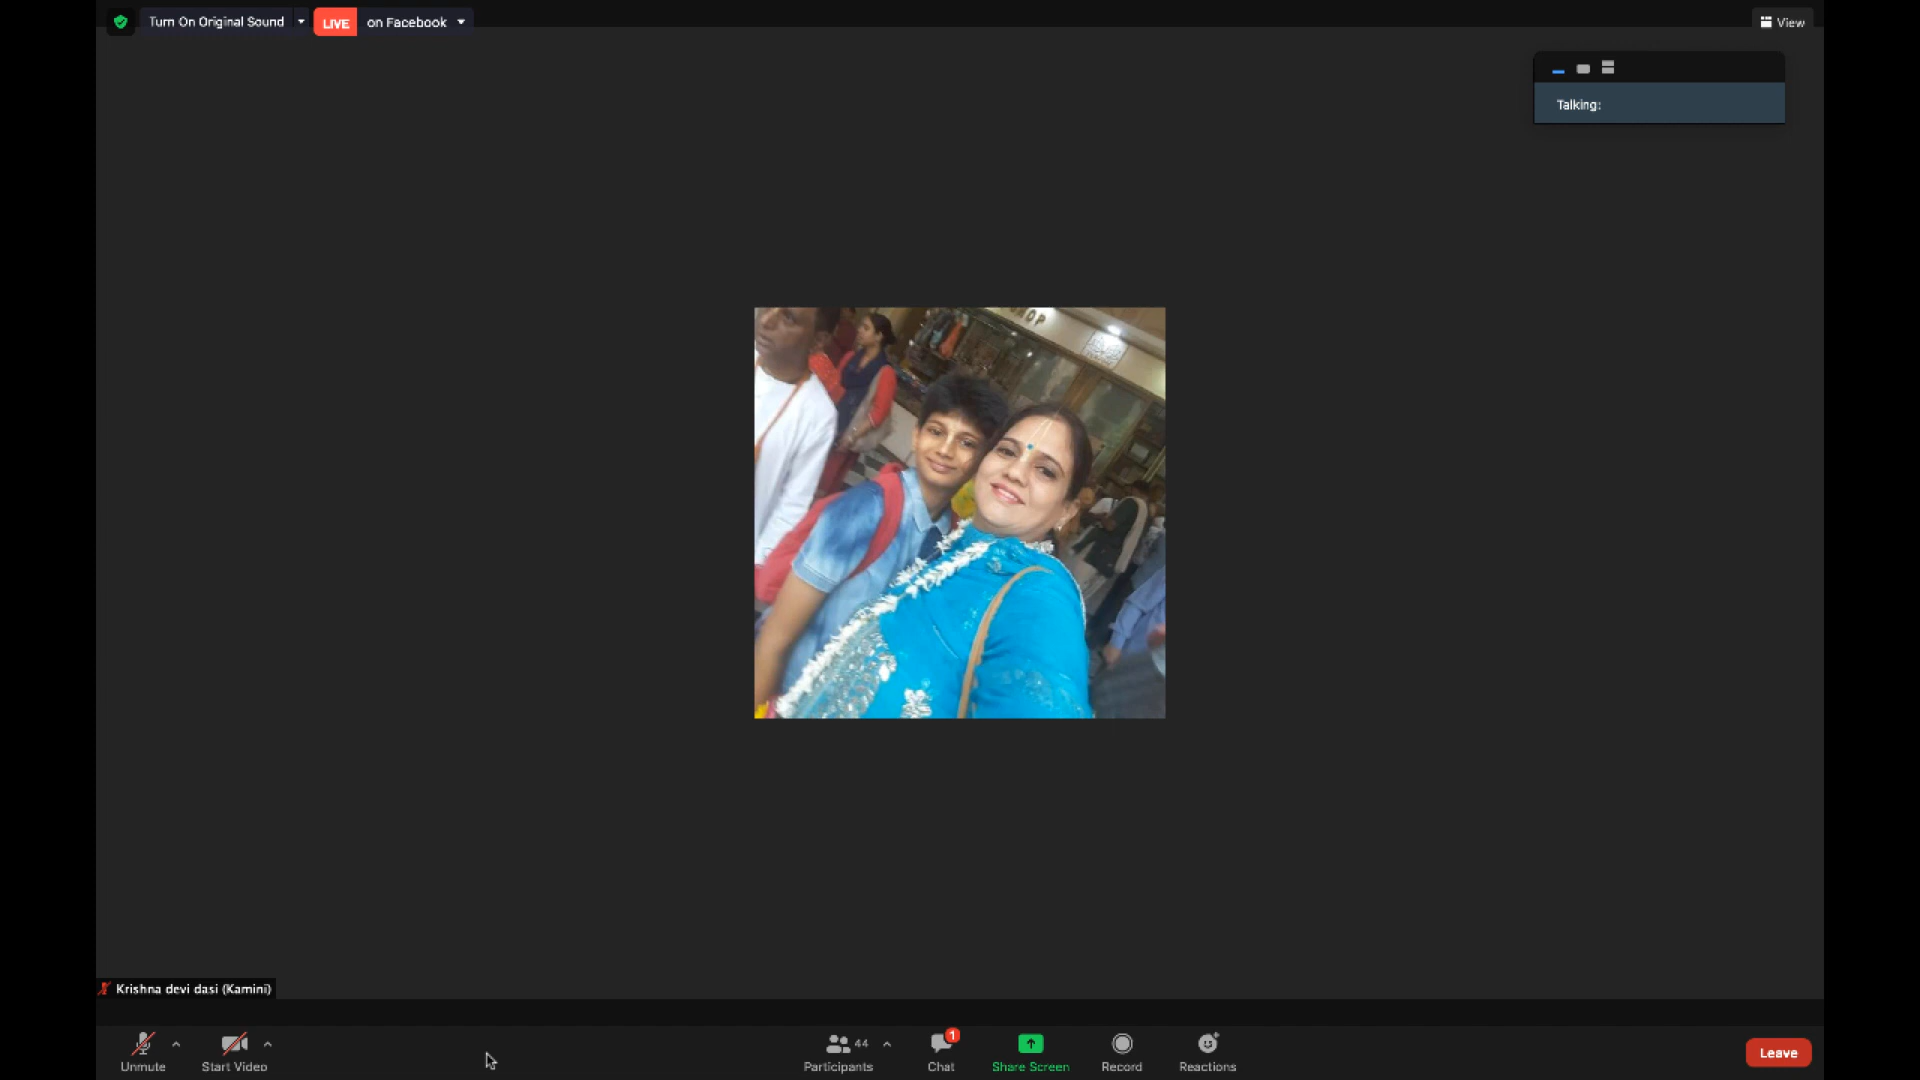 Turn On Original Sound
LIVE
on Facebook
View
Talking:
Krishna devi dasi (Kamini)
Unmute
Start Video
44
Participants
1
Chat
Share Screen
Record
Reactions
Leave